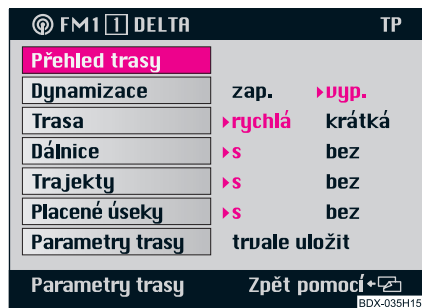 FM1 1 DELTA TP
Přehled trasy
Dynamizace zap. vyp.
Trasa rychlá krátká
Dálnice s bez
Trajekty s bez
Placené úseky s bez
Parametry trasy trvale uložit
Parametry trasy Zpět pomocí
BDX-035H15